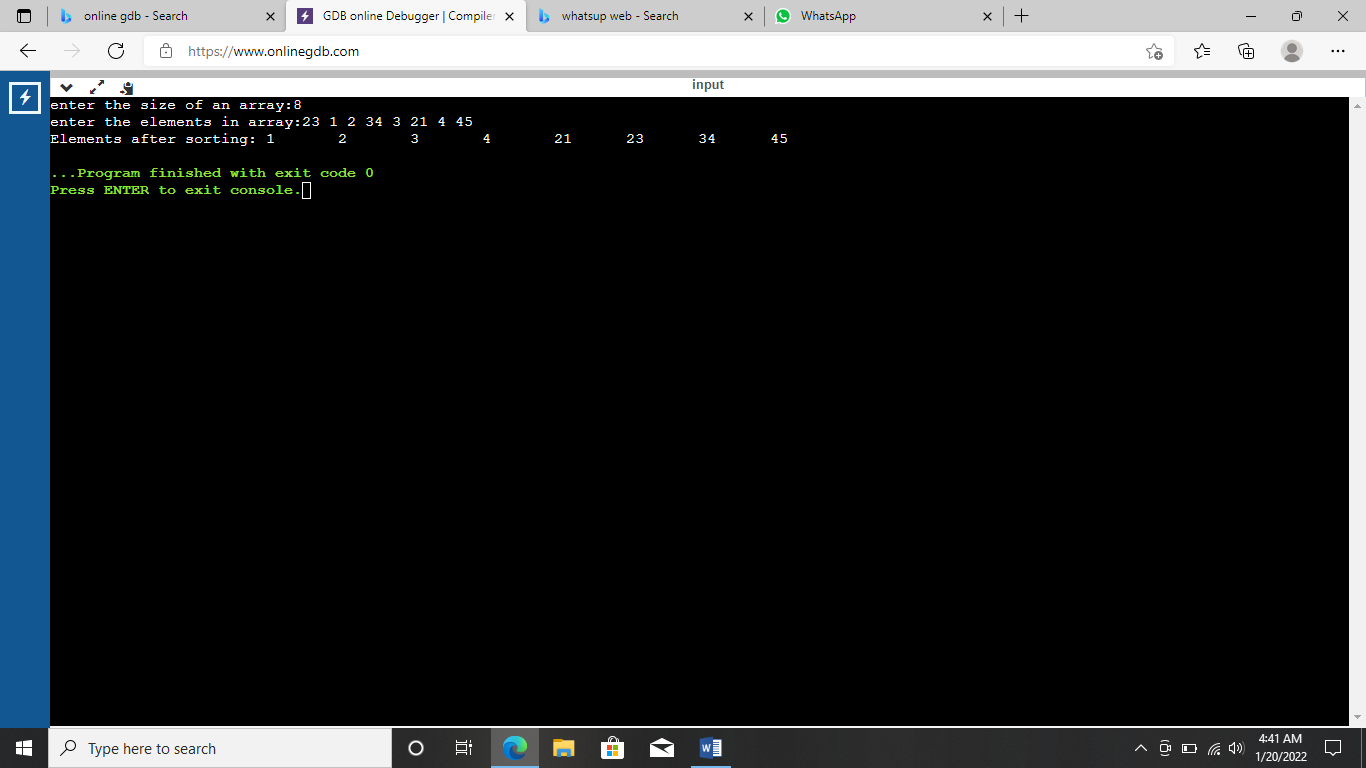 online gdb - Search
GDB online Debugger | Compiler
whatsup web - Search
WhatsApp
https://www.onlinegdb.com
input
enter the size of an array:8
enter the elements in array:23 1 2 34 3 21 4 45
Elements after sorting: 1 2 3 4 21 23 34 45
...Program finished with exit code 0
Press ENTER to exit console.
Type here to search
4:41 AM
1/20/2022